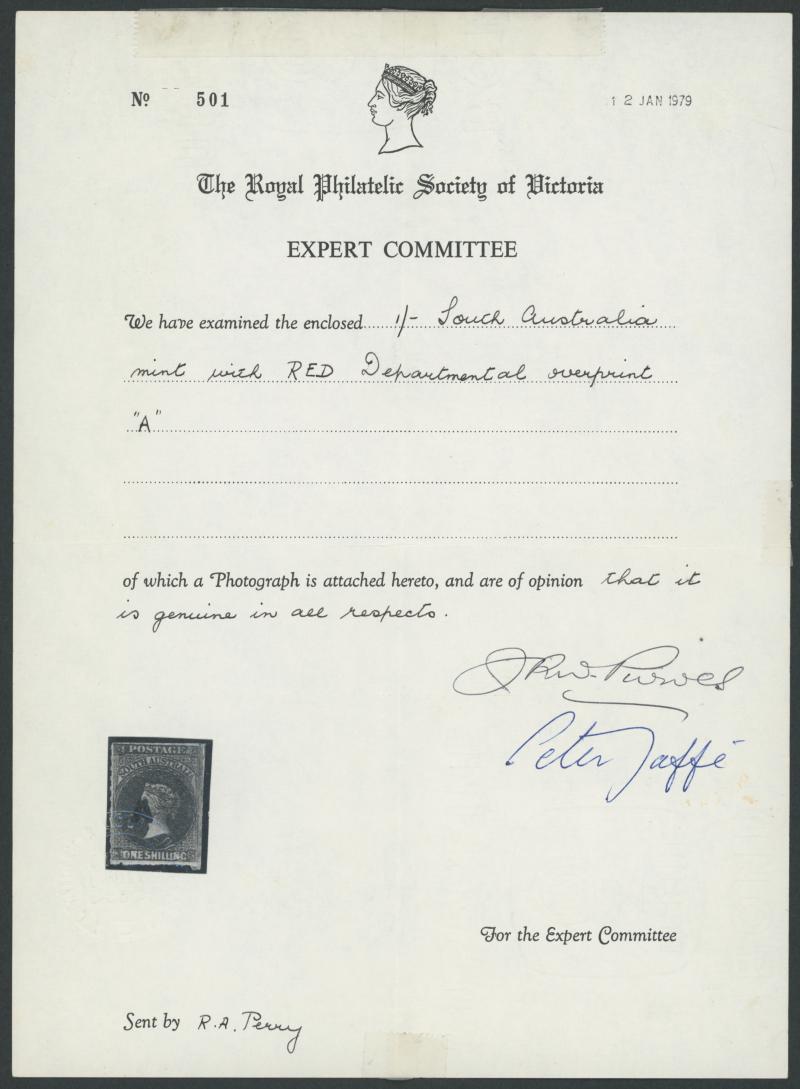 No 501
12 JAN 1979
The Royal Philatelic Society of Victoria
EXPERT COMMITTEE
We have examined the enclosed 1/- South Australia
mint with RED Departmental overprint
"A"
of which a Photograph is attached hereto, and are of opinion that it
is genuine in all respects.
J R W. Purves
Peter Jaffé
POSTAGE
SOUTH AUSTRALIA
ONE SHILLING
For the Expert Committee
Sent by R.A. Perry